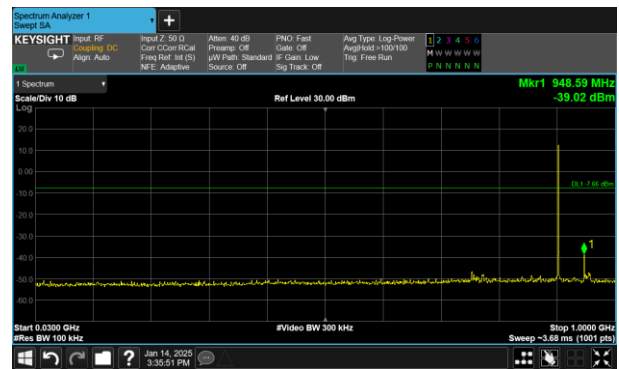 Spectrum Analyzer 1
Swept SA
KEYSIGHT
Input: RF
Coupling: DC
Align: Auto
Input Z: 50 Ω
Corr CCorr RCal
Freq Ref: Int (S)
NFE: Adaptive
Atten: 40 dB
Preamp: Off
µW Path: Standard
Source: Off
PNO: Fast
Gate: Off
IF Gain: Low
Sig Track: Off
Avg Type: Log-Power
Avg|Hold:>100/100
Trig: Free Run
1 2 3 4 5 6
M W W W W W
P N N N N N
1 Spectrum
Mkr1 948.59 MHz
-39.02 dBm
Scale/Div 10 dB
Ref Level 30.00 dBm
Log
20.0
10.0
0.00
DL1 -7.66 dBm
-10.0
-20.0
-30.0
1
-40.0
-50.0
-60.0
Start 0.0300 GHz
#Video BW 300 kHz
Stop 1.0000 GHz
#Res BW 100 kHz
Sweep ~3.68 ms (1001 pts)
?
Jan 14, 2025
3:35:51 PM